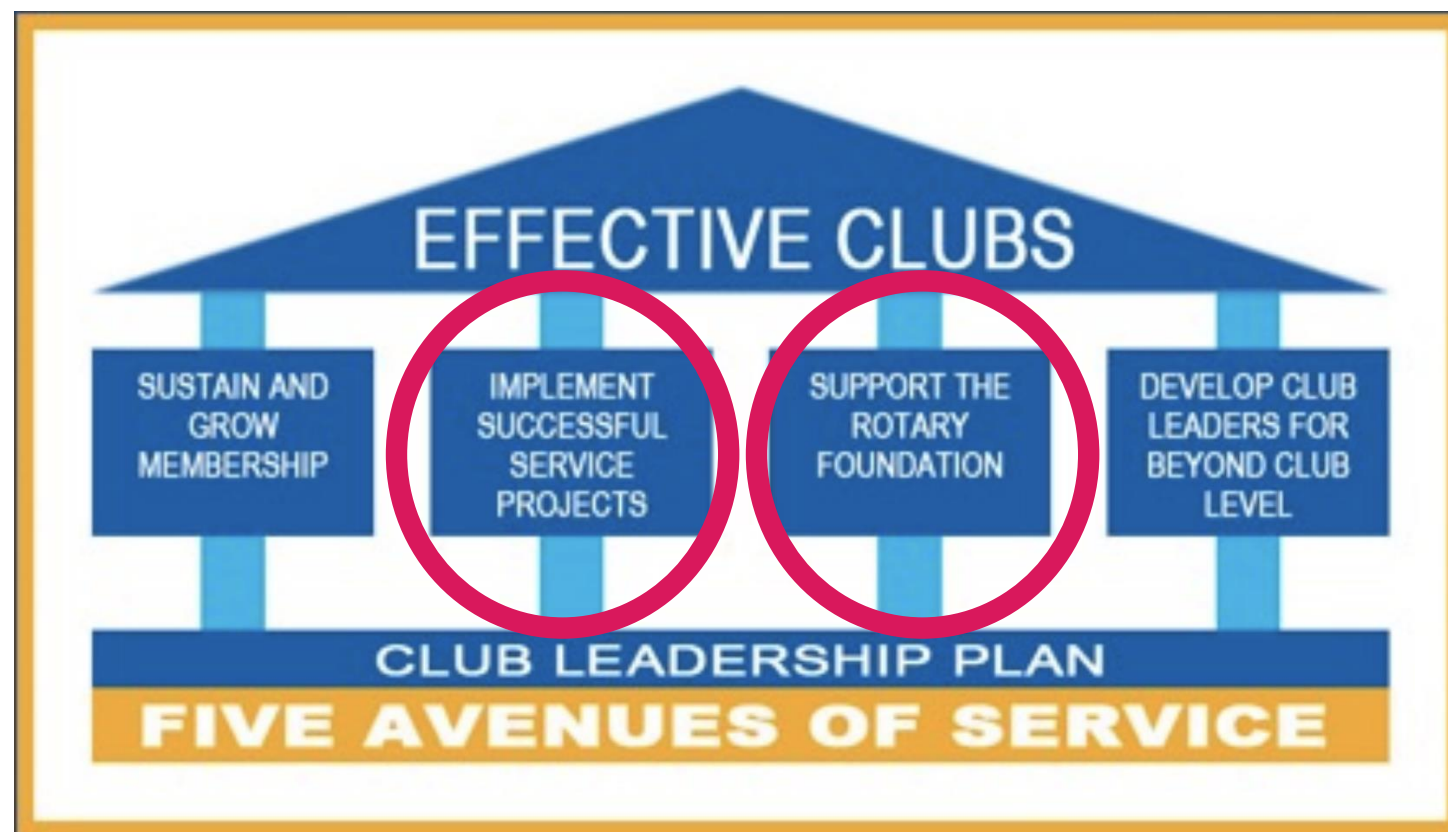 EFFECTIVE CLUBS
SUSTAIN AND
GROW
MEMBERSHIP
IMPLEMENT
SUCCESSFUL
SERVICE
PROJECTS
SUPPORT THE
ROTARY
FOUNDATION
DEVELOP CLUB
LEADERS FOR
BEYOND CLUB
LEVEL
CLUB LEADERSHIP PLAN
FIVE AVENUES OF SERVICE